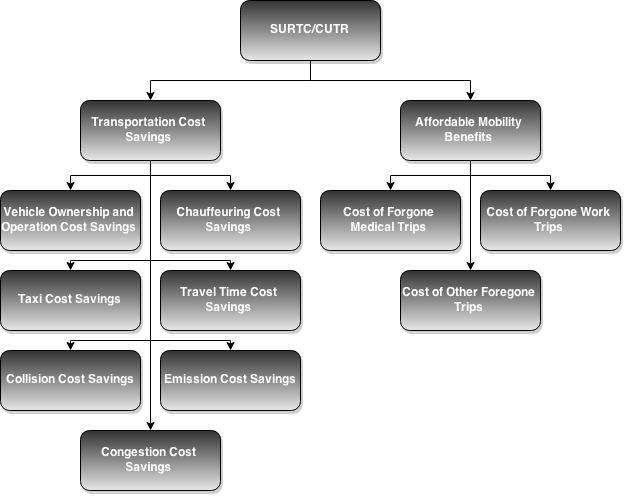 SURTC/CUTR
Transportation Cost
Savings
Affordable Mobility
Benefits
Vehicle Ownership and
Operation Cost Savings
Chauffeuring Cost
Savings
Cost of Forgone
Medical Trips
Cost of Forgone Work
Trips
Taxi Cost Savings
Travel Time Cost
Savings
Cost of Other Foregone
Trips
Collision Cost Savings
Emission Cost Savings
Congestion Cost
Savings